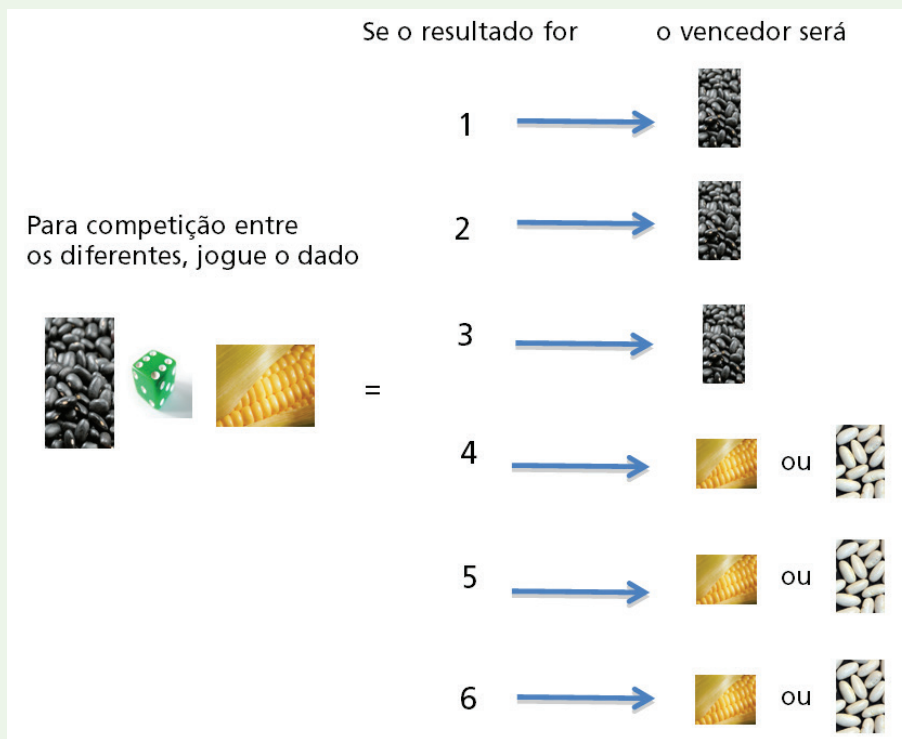 Se o resultado for o vencedor será
1
2
Para competição entre
os diferentes, jogue o dado
3
=
4 ou
5 ou
6 ou